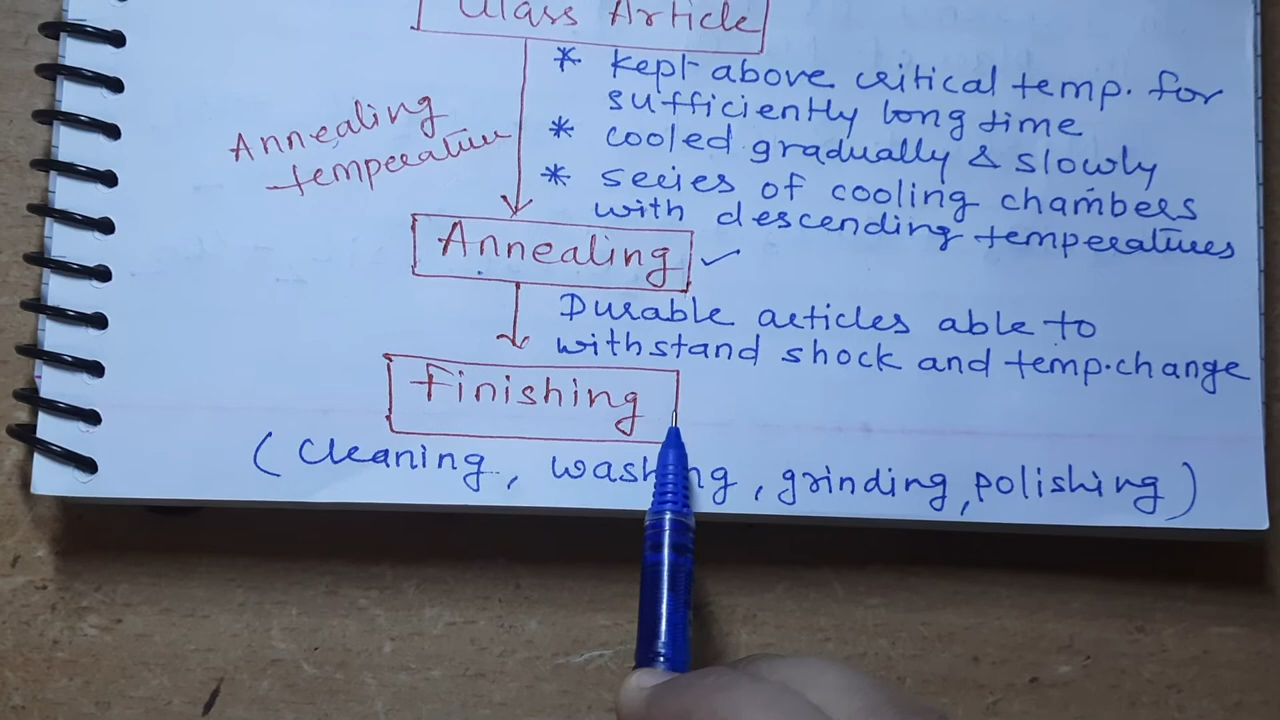 Glass Article
* kept above critical temp. for
sufficiently long time
Annealing
temperature
* cooled gradually & slowly
* series of cooling chambers
with descending temperatures
Annealing ✓
Durable articles able to
withstand shock and temp.change
Finishing
(Cleaning, washing, grinding, polishing)